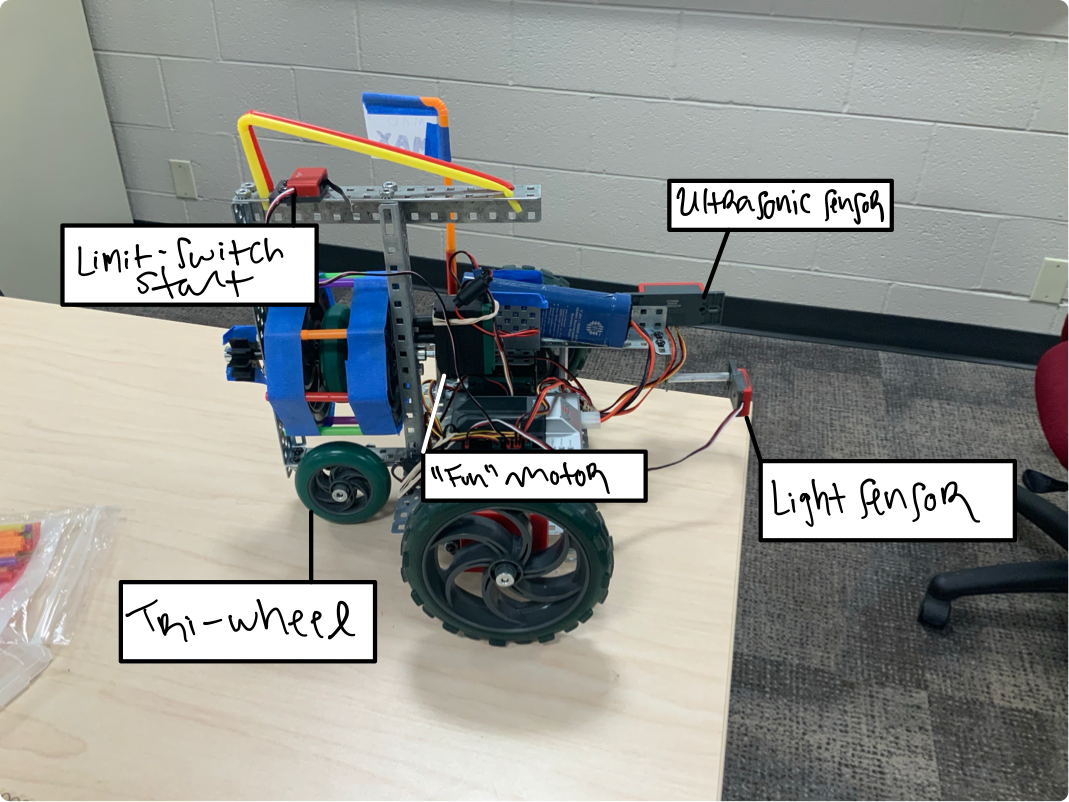 Ultrasonic sensor
Limit-switch
start
"Fun" motor
Light sensor
Tri-wheel